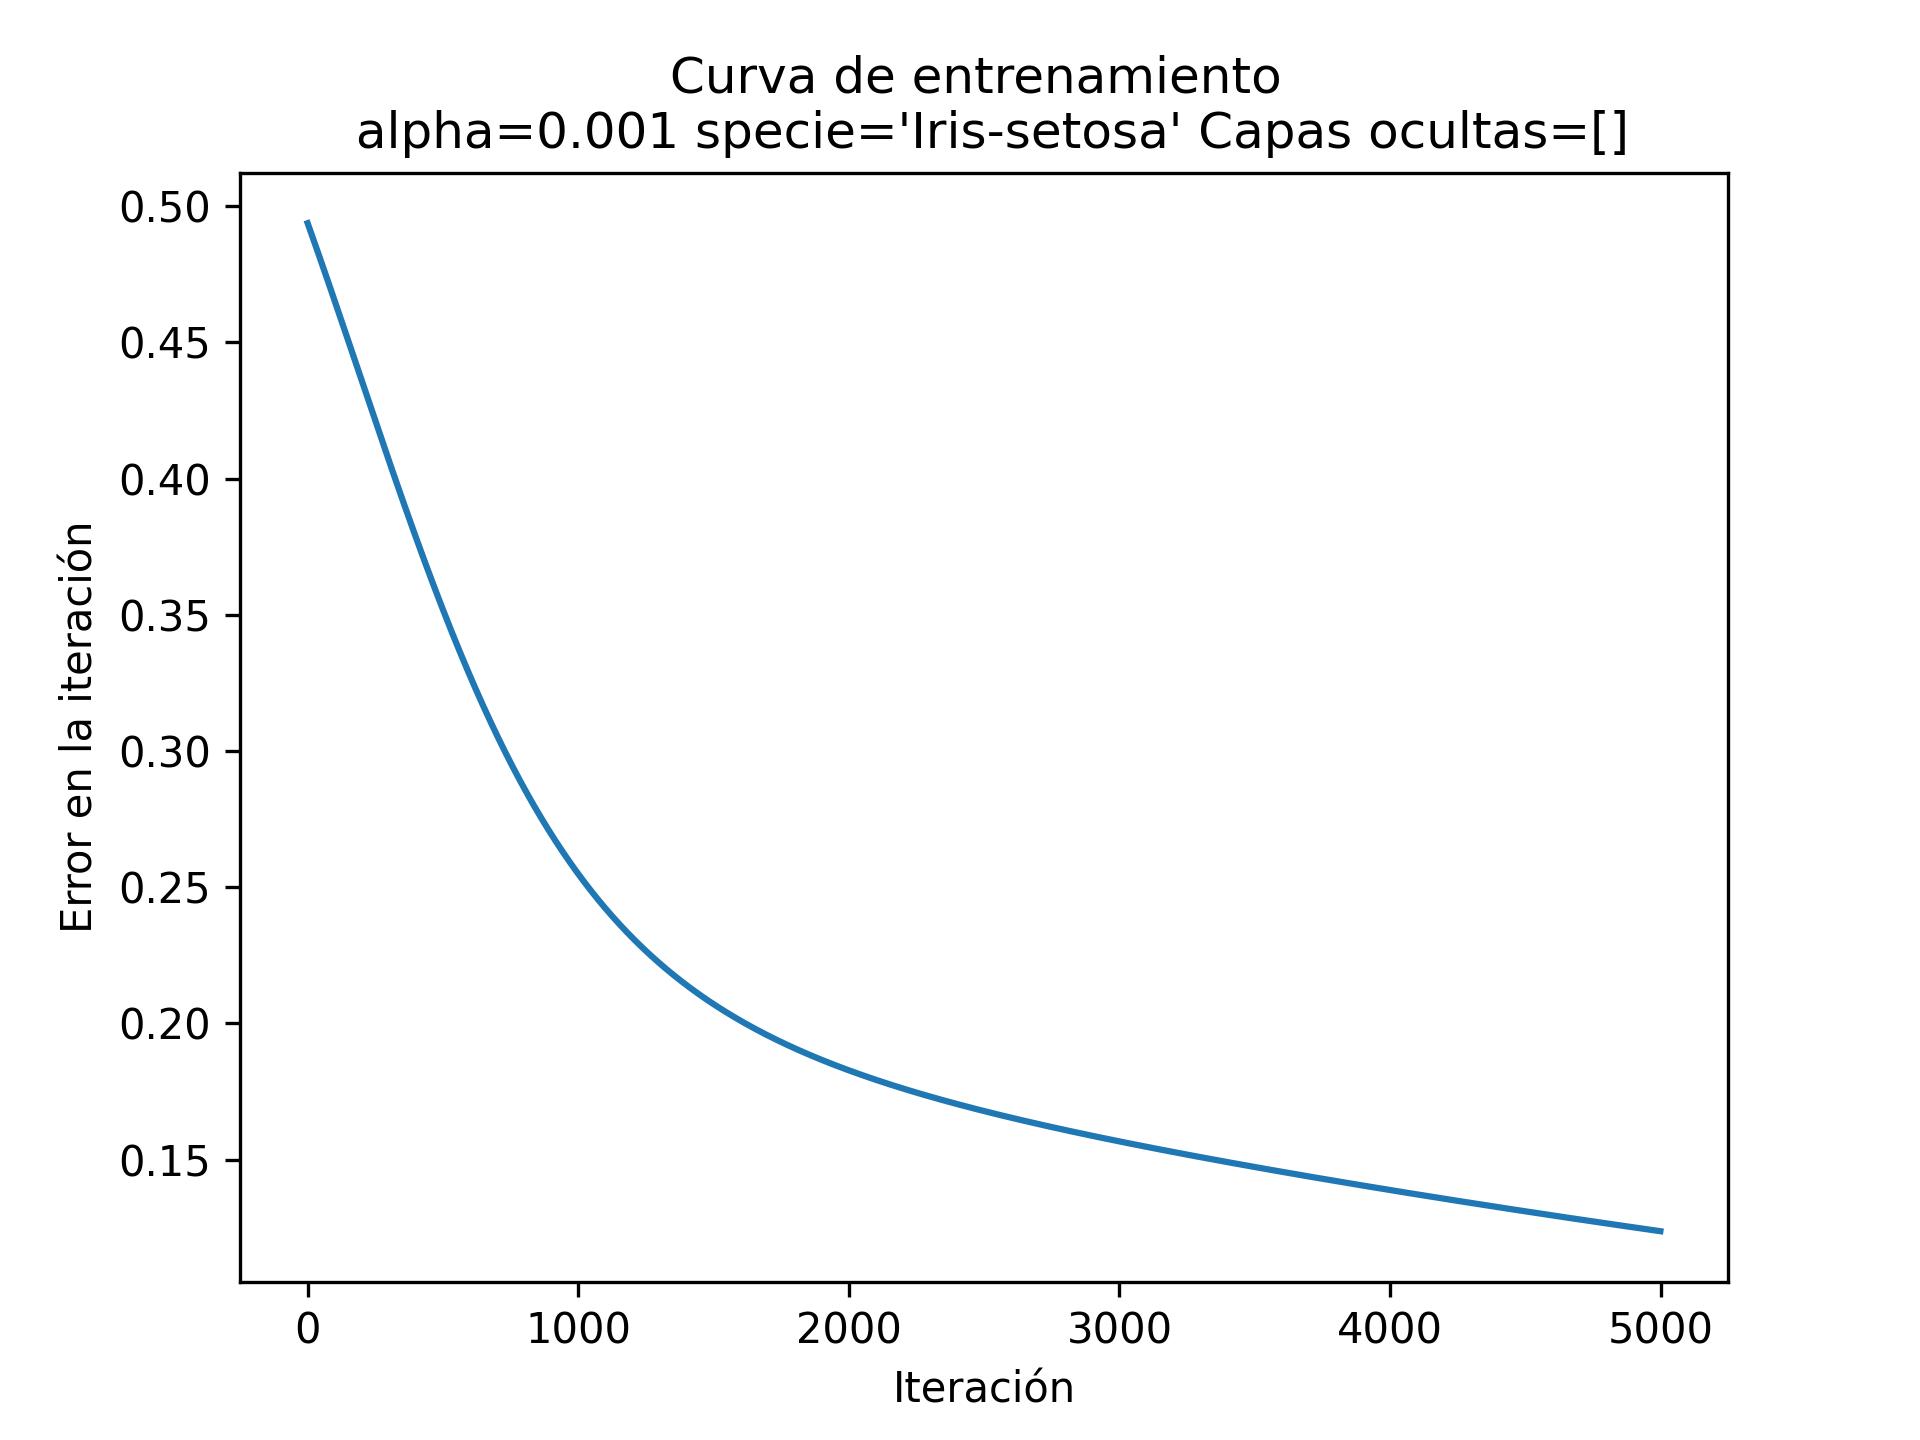 Curva de entrenamiento
alpha=0.001 specie='Iris-setosa' Capas ocultas=[]
0.50
0.45
0.40
0.35
0.30
0.25
0.20
0.15
Error en la iteración
0 1000 2000 3000 4000 5000
Iteración